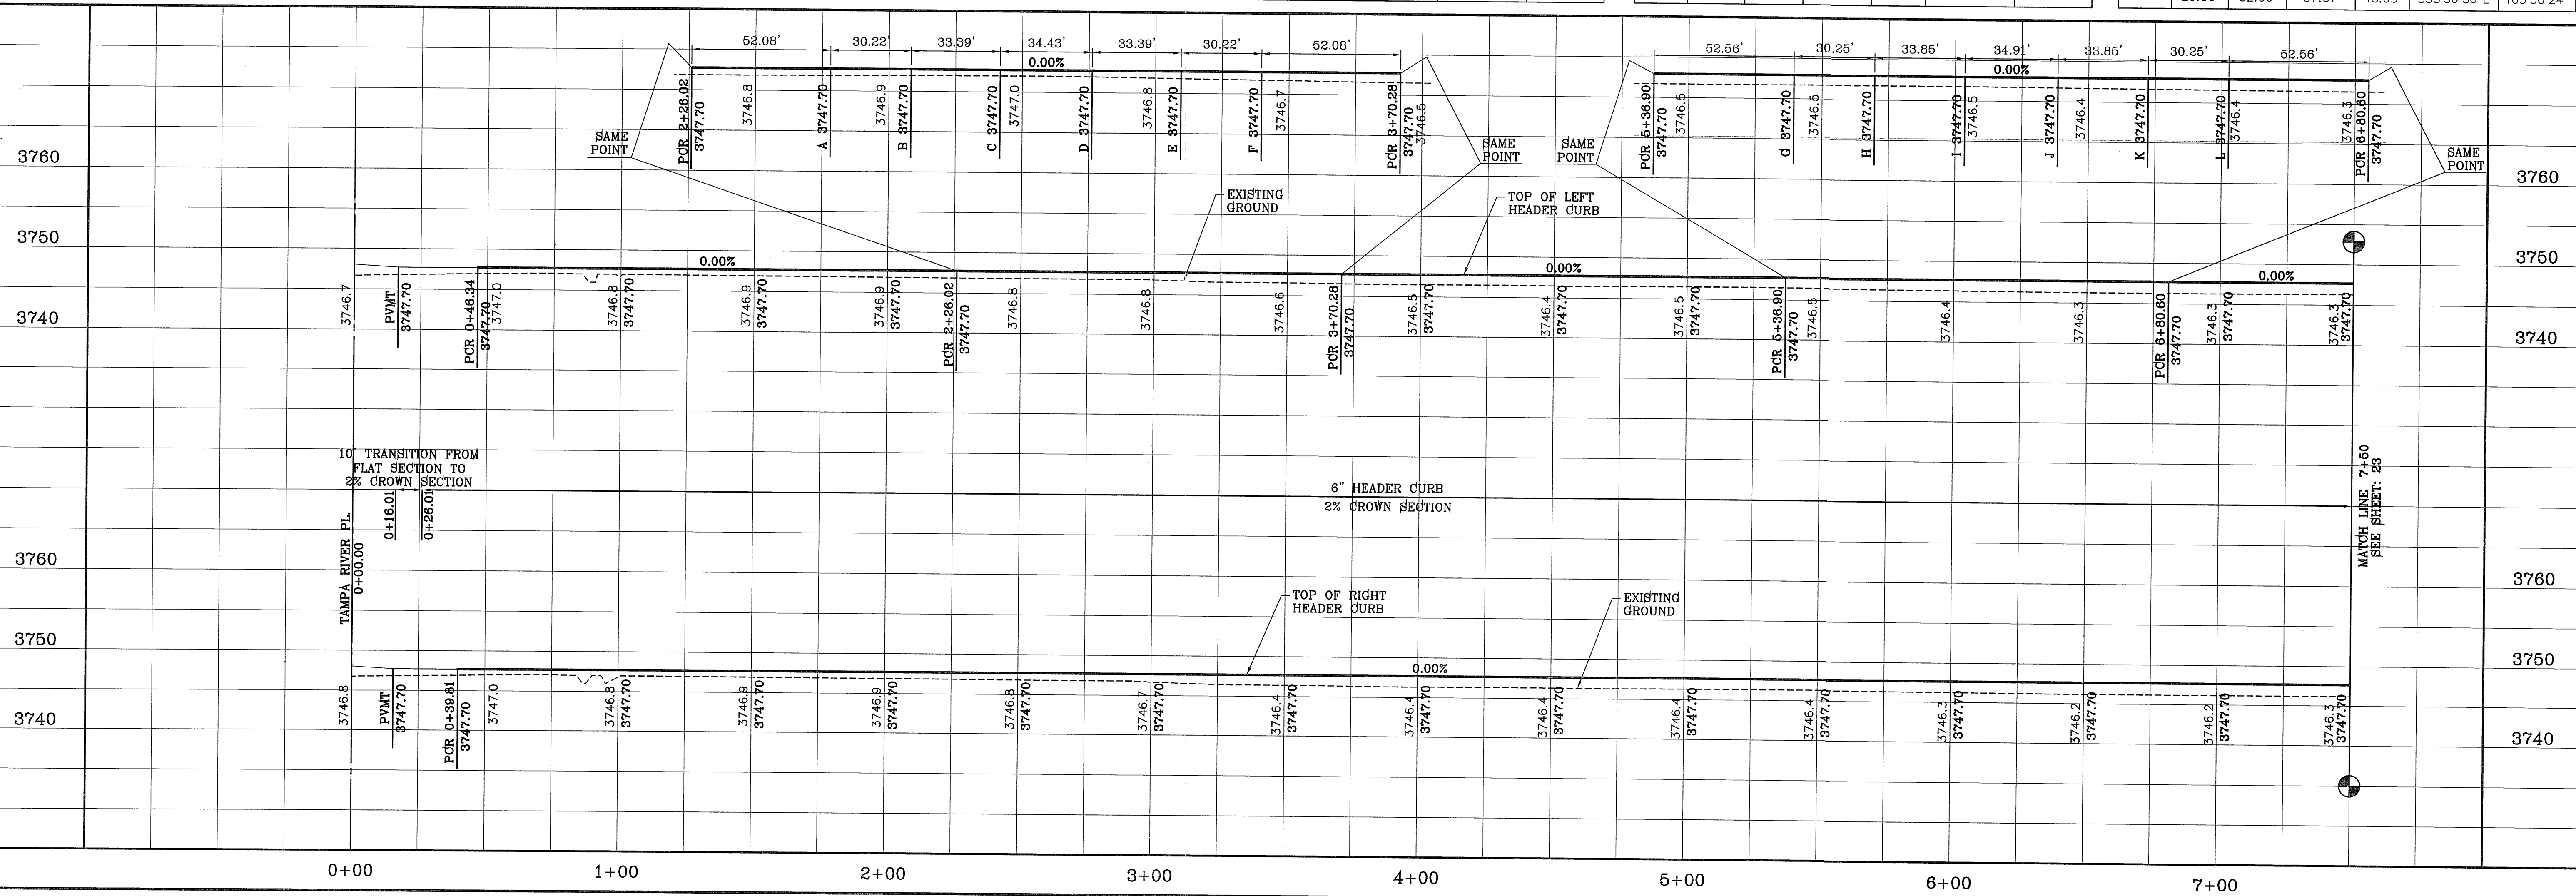 52.08' 30.22' 33.39' 34.43' 33.39' 30.22' 52.08'
0.00%
PCR 2+26.02
3747.70
3746.8
A 3747.70
3746.9
B 3747.70
C 3747.70
3747.0
D 3747.70
3746.8
E 3747.70
F 3747.70
3746.7
PCR 3+70.28
3747.70
3746.5
52.56' 30.25' 33.85' 34.91' 33.85' 30.25' 52.56'
0.00%
PCR 5+36.90
3747.70
3746.5
G 3747.70
3746.5
H 3747.70
I 3747.70
3746.5
J 3747.70
3746.4
K 3747.70
L 3747.70
3746.4
3746.3
PCR 6+80.60
3747.70
SAME
POINT
SAME
POINT
SAME
POINT
SAME
POINT
3760
3760
EXISTING
GROUND
TOP OF LEFT
HEADER CURB
3750
3750
0.00%
0.00%
0.00%
3740
3740
3746.7
PVMT
3747.70
PCR 0+46.34
3747.70
3747.0
3746.8
3747.70
3746.9
3747.70
3746.9
3747.70
PCR 2+26.02
3747.70
3746.8
3746.8
3746.6
PCR 3+70.28
3747.70
3746.5
3747.70
3746.4
3747.70
3746.5
3747.70
PCR 5+36.90
3747.70
3746.5
3746.4
3746.3
PCR 6+80.60
3747.70
3746.3
3747.70
3746.3
3747.70
10' TRANSITION FROM
FLAT SECTION TO
2% CROWN SECTION
0+16.01
0+26.01
TAMPA RIVER PL.
0+00.00
6" HEADER CURB
2% CROWN SECTION
MATCH LINE 7+50
SEE SHEET: 23
3760
3760
TOP OF RIGHT
HEADER CURB
EXISTING
GROUND
3750
3750
0.00%
3740
3740
3746.8
PVMT
3747.70
PCR 0+39.81
3747.70
3747.0
3746.8
3747.70
3746.9
3747.70
3746.9
3747.70
3746.8
3747.70
3746.7
3747.70
3746.4
3747.70
3746.4
3747.70
3746.4
3747.70
3746.4
3747.70
3746.4
3747.70
3746.3
3747.70
3746.2
3747.70
3746.2
3747.70
3746.3
3747.70
0+00 1+00 2+00 3+00 4+00 5+00 6+00 7+00